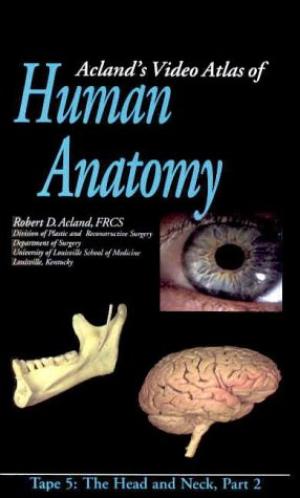 Acland's Video Atlas of
Human
Anatomy
Robert D. Acland, FRCS
Division of Plastic and Reconstructive Surgery
Department of Surgery
University of Louisville School of Medicine
Louisville, Kentucky
Tape 5: The Head and Neck, Part 2